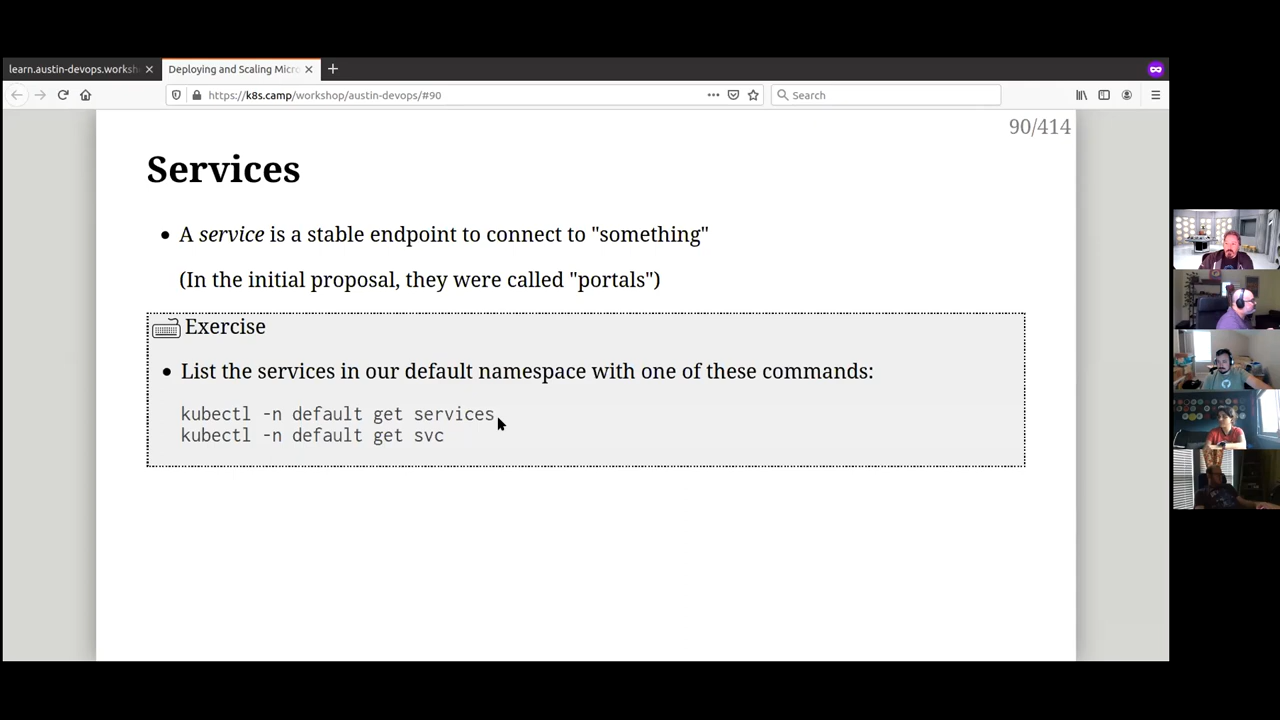 learn.austin-devops.worksh
Deploying and Scaling Micro
https://k8s.camp/workshop/austin-devops/#90
Search
90/414
Services
A service is a stable endpoint to connect to "something"
(In the initial proposal, they were called "portals")
Exercise
List the services in our default namespace with one of these commands:
kubectl -n default get services
kubectl -n default get svc